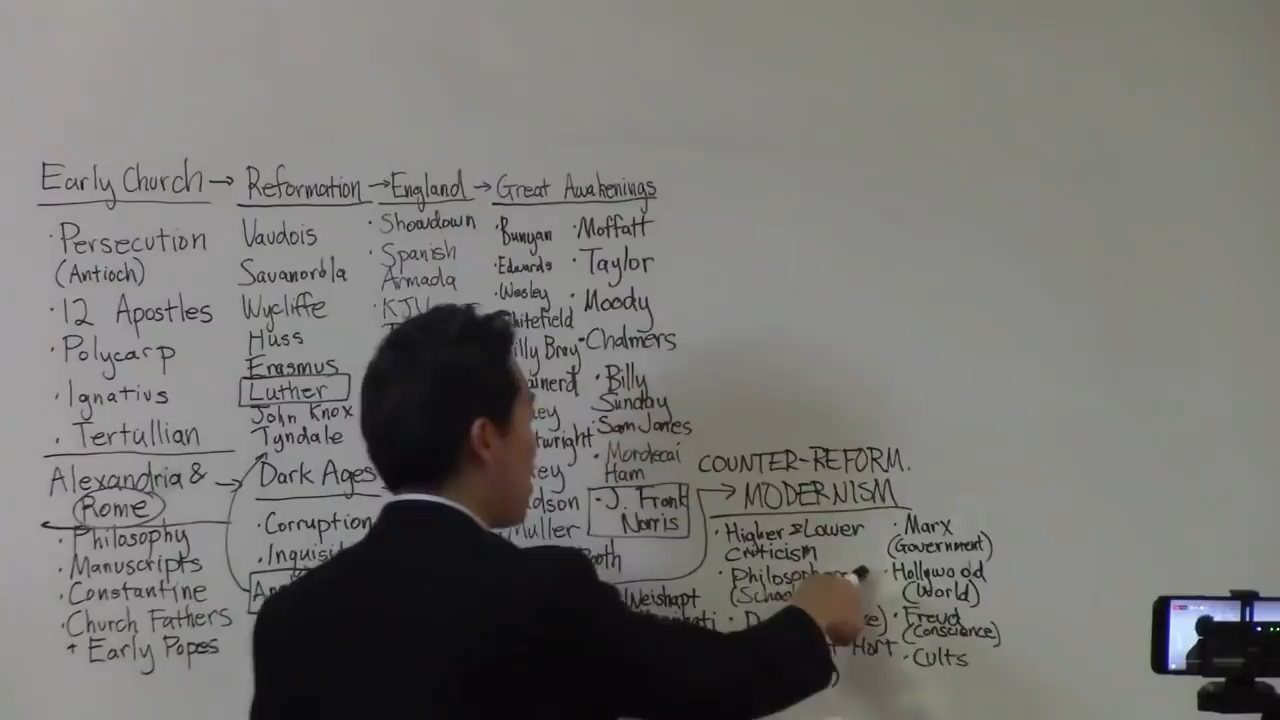 Early Church → Reformation → England → Great Awakenings
· Persecution
(Antioch)
· 12 Apostles
· Polycarp
· Ignatius
· Tertullian
Alexandria &
Rome
· Philosophy
· Manuscripts
· Constantine
· Church Fathers
+ Early Popes
Vaudois
Savanorola
Wycliffe
Huss
Erasmus
Luther
John Knox
Tyndale
Dark Ages
· Corruption
· Showdown
· Spanish
Armada
· KJV
· Bunyan
· Edwards
· Wesley
· Moffatt
· Taylor
· Moody
· Chalmers
· Billy
Sunday
· Sam Jones
· Mordecai
Ham
- J. Frank
Norris
Muller
Weishapt
COUNTER-REFORM.
→ MODERNISM
· Higher & Lower
Criticism
· Marx
(Government)
· Hollywood
(World)
· Freud
(Conscience)
· Cults
Hort